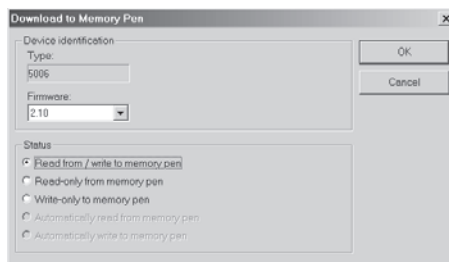 Download to Memory Pen
Device identification
Type:
5006
Firmware:
2.10
OK
Cancel
Status
Read from / write to memory pen
Read-only from memory pen
Write-only to memory pen
Automatically read from memory pen
Automatically write to memory pen